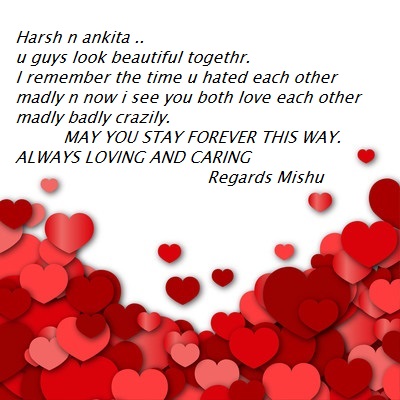 Harsh n ankita ..
u guys look beautiful togethr.
I remember the time u hated each other
madly n now i see you both love each other
madly badly crazily.
MAY YOU STAY FOREVER THIS WAY.
ALWAYS LOVING AND CARING
Regards Mishu